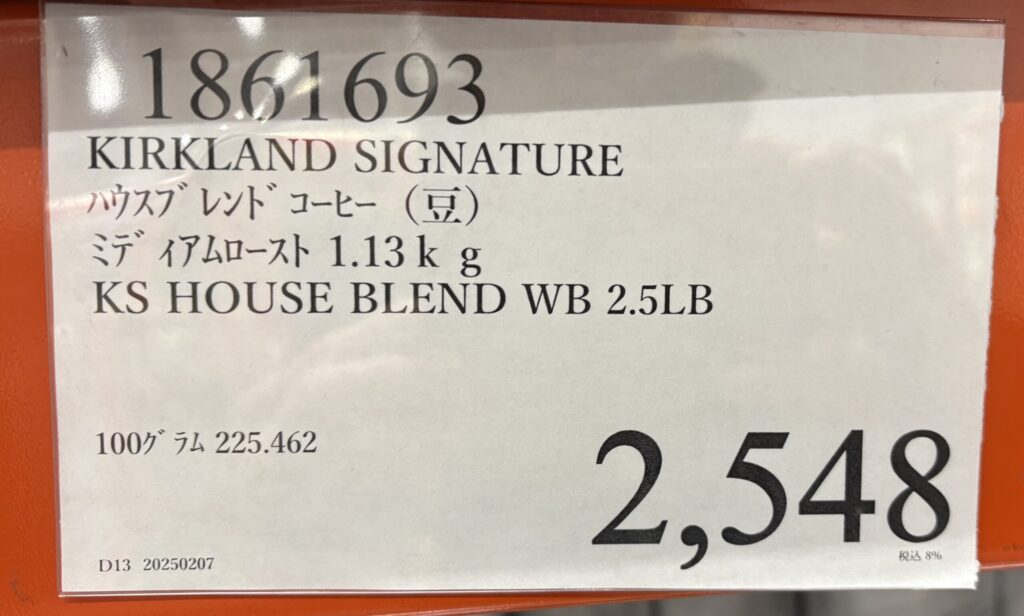 1861693
KIRKLAND SIGNATURE
ﾊｳｽﾌﾞﾚﾝﾄﾞｺｰﾋｰ（豆）
ﾐﾃﾞｨｱﾑﾛｰｽﾄ 1.13ｋｇ
KS HOUSE BLEND WB 2.5LB
100ｸﾞﾗﾑ 225.462
2,548
税込 8%
D13 20250207